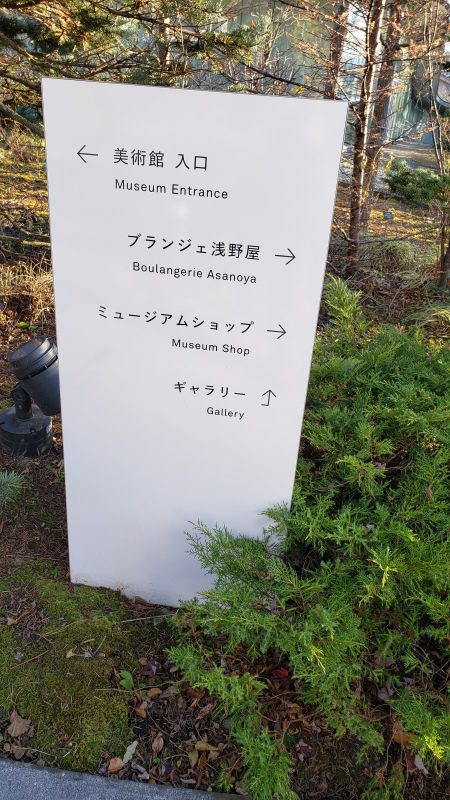 ← 美術館 入口
Museum Entrance
ブランジェ浅野屋 →
Boulangerie Asanoya
ミュージアムショップ →
Museum Shop
ギャラリー ↱
Gallery